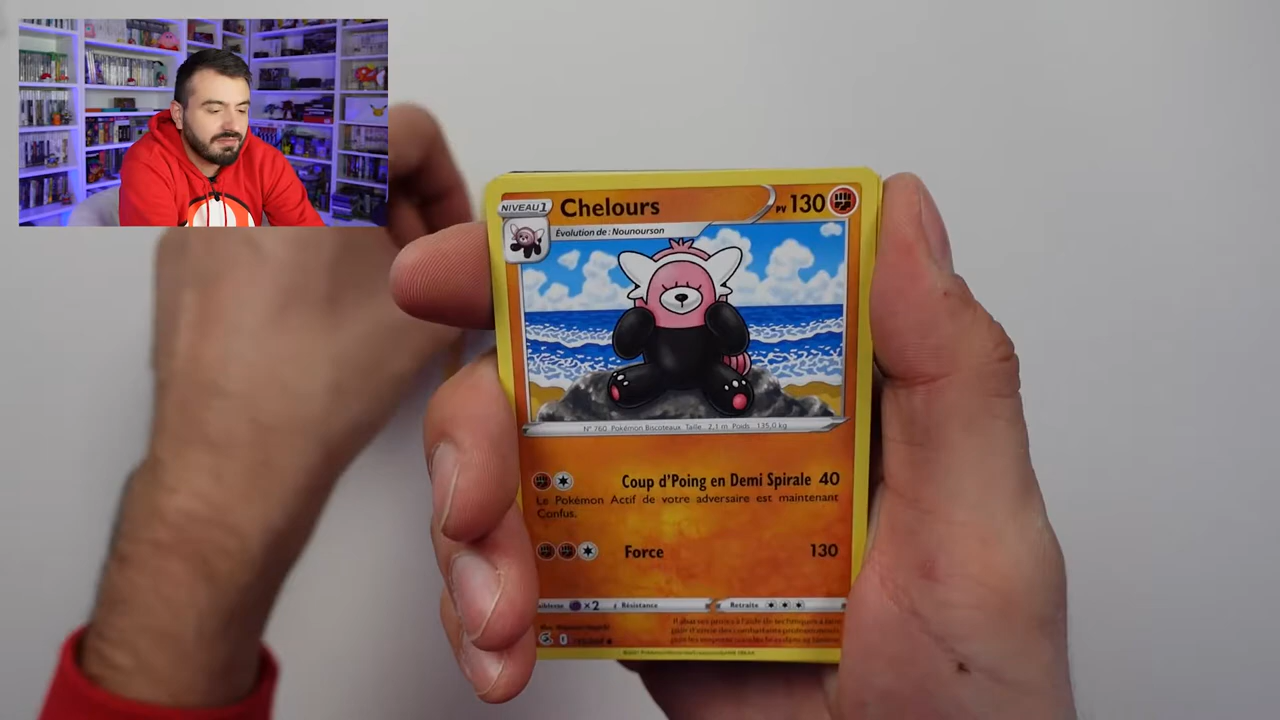 NIVEAU 1
Chelours
PV 130
Évolution de : Nounourson
N° 760 Pokémon Biscoteaux Taille : 2,1 m Poids : 135,0 kg
Coup d'Poing en Demi Spirale 40
Le Pokémon Actif de votre adversaire est maintenant
Confus.
Force 130
×2 Résistance Retraite